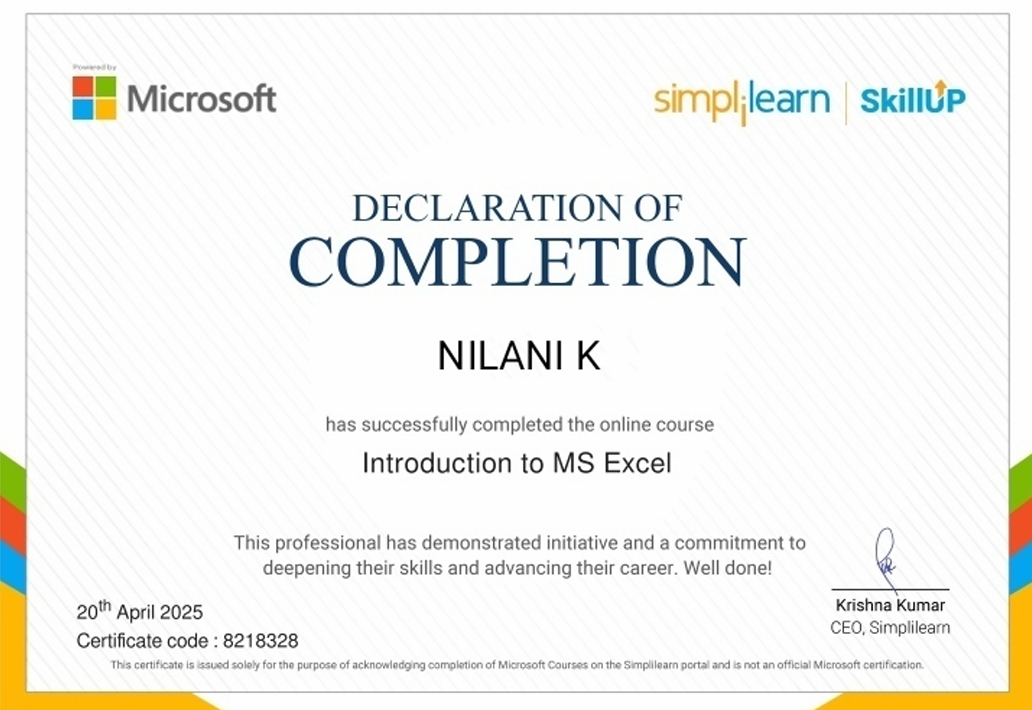 Powered by
Microsoft
simplilearn | SkillUP
DECLARATION OF
COMPLETION
NILANI K
has successfully completed the online course
Introduction to MS Excel
This professional has demonstrated initiative and a commitment to
deepening their skills and advancing their career. Well done!
20th April 2025
Certificate code : 8218328
Krishna Kumar
CEO, Simplilearn
This certificate is issued solely for the purpose of acknowledging completion of Microsoft Courses on the Simplilearn portal and is not an official Microsoft certification.